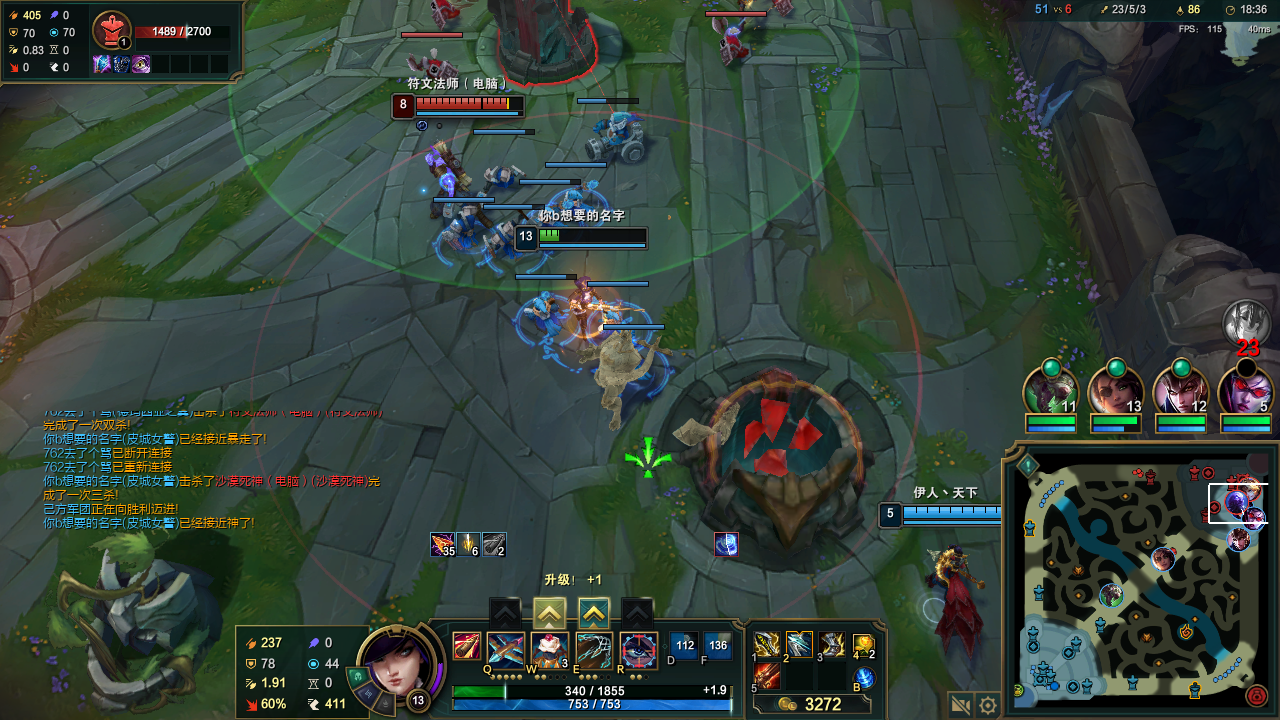 405 0
70 70
0.83 0
0 0
1
1489 / 2700
51 vs 6 23/5/3 86 18:36
FPS: 115 40ms
符文法师（电脑）
8
你b想要的名字
13
23
11 13 12 5
完成了一次双杀!
你b想要的名字(皮城女警)已经接近暴走了!
762丢了个骂已断开连接
762丢了个骂已重新连接
你b想要的名字(皮城女警)击杀了沙漠死神（电脑）(沙漠死神)完
成了一次三杀!
己方军团正在向胜利迈进!
你b想要的名字(皮城女警)已经接近神了!
伊人丶天下
5
35 6 2
升级! +1
237 0
78 44
1.91 0
60% 411
13
Q W 3 E R 112 D 136 F
340 / 1855 +1.9
753 / 753
1 2 3 4 2
5 B
3272